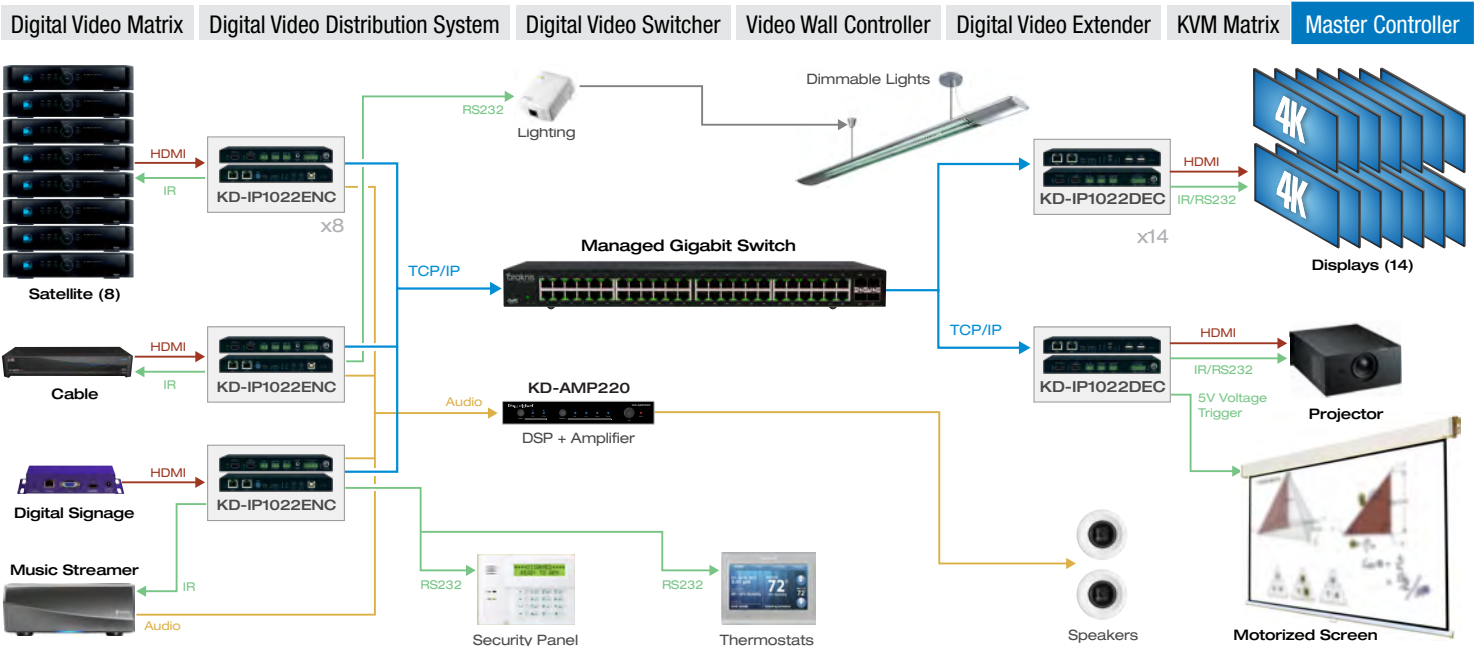 Digital Video Matrix
Digital Video Distribution System
Digital Video Switcher
Video Wall Controller
Digital Video Extender
KVM Matrix
Master Controller
HDMI
IR
Satellite (8)
KD-IP1022ENC
x8
RS232
Lighting
Dimmable Lights
KD-IP1022DEC
x14
HDMI
IR/RS232
4K
4K
Displays (14)
TCP/IP
Managed Gigabit Switch
araknis
TCP/IP
HDMI
IR
Cable
KD-IP1022ENC
Audio
KD-AMP220
DSP + Amplifier
KD-IP1022DEC
HDMI
IR/RS232
5V Voltage
Trigger
Projector
HDMI
Digital Signage
KD-IP1022ENC
Music Streamer
IR
Audio
RS232
Security Panel
RS232
72°
72
Thermostats
Speakers
Motorized Screen